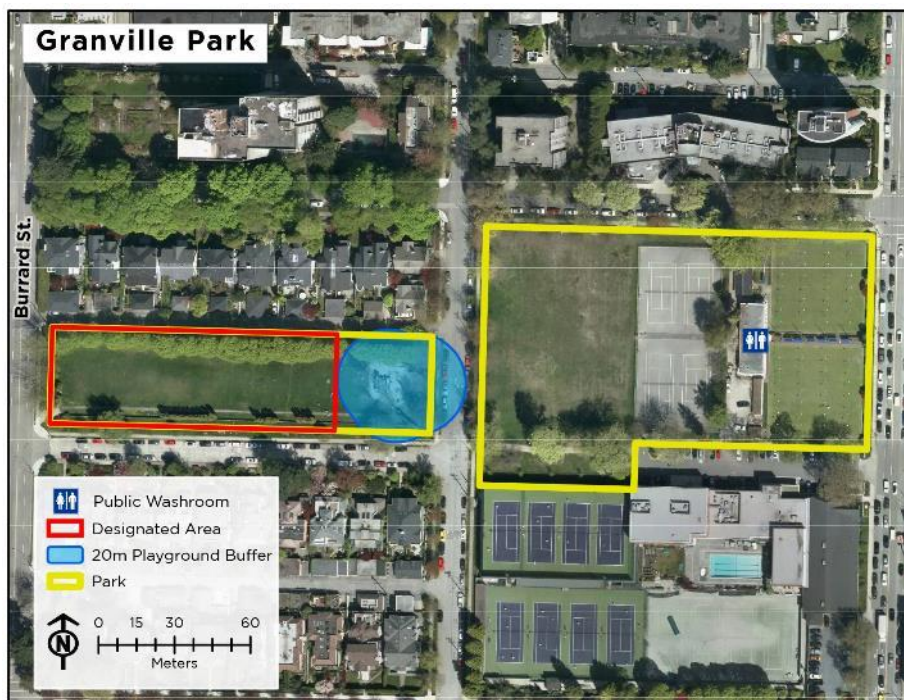 Granville Park
Burrard St.
Public Washroom
Designated Area
20m Playground Buffer
Park
N
0 15 30 60
Meters